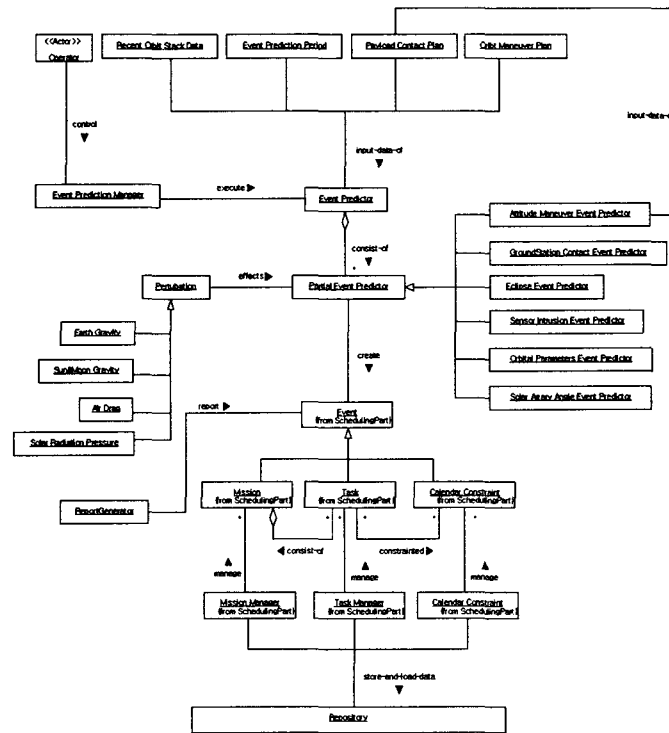 <<Actor>>
Operator
Recent Orbit Stack Data
Event Prediction Period
Payload Contact Plan
Orbit Maneuver Plan
control
input-data-of
input-data-o
Event Prediction Manager
execute
Event Predictor
consist-of
*
Attitude Maneuver Event Predictor
GroundStation Contact Event Predictor
Eclipse Event Predictor
Sensor Intrusion Event Predictor
Orbital Parameters Event Predictor
Solar Array Angle Event Predictor
Perturbation
effects
Partial Event Predictor
Earth Gravity
Sun/Moon Gravity
Air Drag
Solar Radiation Pressure
create
report
Event
(from SchedulingPart)
ReportGenerator
Mission
(from SchedulingPart)
Task
(from SchedulingPart)
Calendar Constraint
(from SchedulingPart)
* * * * * *
consist-of
constrainted
manage
manage
manage
Mission Manager
(from SchedulingPart)
Task Manager
(from SchedulingPart)
Calendar Constraint
(from SchedulingPart)
store-and-load-data
Repository